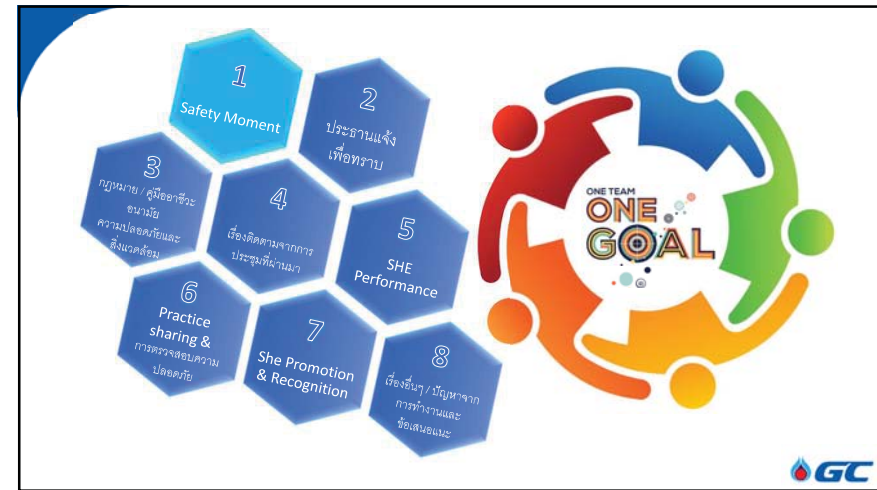 1
Safety Moment
2
ประธานแจ้ง
เพื่อทราบ
3
กฎหมาย / คู่มืออาชีวะ
อนามัย
ความปลอดภัยและ
สิ่งแวดล้อม
4
เรื่องติดตามจากการ
ประชุมที่ผ่านมา
5
SHE
Performance
6
Practice
sharing &
การตรวจสอบความ
ปลอดภัย
7
She Promotion
& Recognition
8
เรื่องอื่นๆ / ปัญหาจาก
การทำงานและ
ข้อเสนอแนะ
ONE TEAM
ONE
GOAL
GC